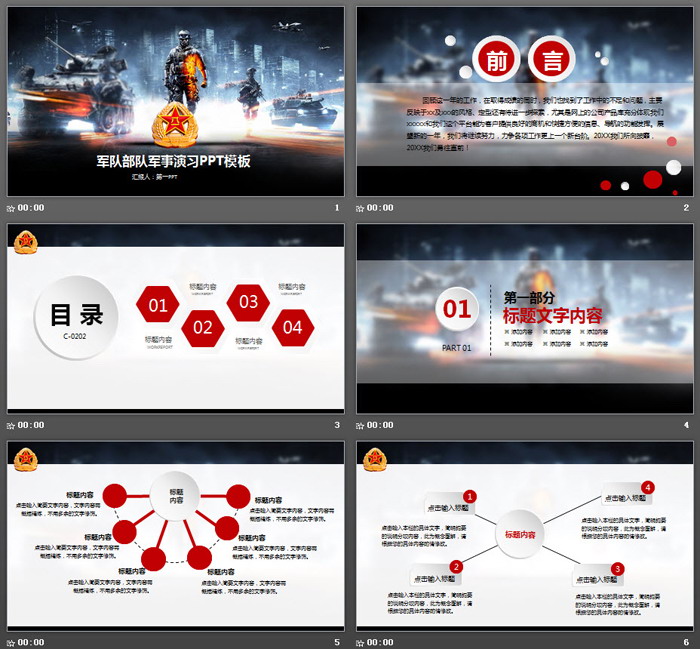 军队部队军事演习PPT模板
汇报人：第一PPT
00:00
1
前 言
回顾这一年的工作，在取得成绩的同时，我们也找到了工作中的不足和问题，主要
反映于xx及xxx的风格、定型还有待进一步探索，尤其是网上的公司产品库充分体现我们
xxxxx和我们这个平台能为客户提供良好的商机和快捷方便的信息、导航的功能发挥。展
望新的一年，我们将继续努力，力争各项工作更上一个新台阶。20XX我们所向披靡，
20XX我们勇往直前！
00:00
2
目 录
C-0202
01
标题内容
02
标题内容
03
标题内容
04
标题内容
00:00
3
01
PART 01
第一部分
标题文字内容
添加内容 添加内容 添加内容
添加内容 添加内容 添加内容
00:00
4
标题
内容
标题内容
点击输入简要文字内容，文字内容需
概括精炼，不用多余的文字修饰。
标题内容
点击输入简要文字内容，文字内容需
概括精炼，不用多余的文字修饰。
标题内容
点击输入简要文字内容，文字内容需
概括精炼，不用多余的文字修饰。
标题内容
点击输入简要文字内容，文字内容需
概括精炼，不用多余的文字修饰。
标题内容
点击输入简要文字内容，文字内容需
概括精炼，不用多余的文字修饰。
标题内容
点击输入简要文字内容，文字内容需
概括精炼，不用多余的文字修饰。
00:00
5
标题内容
1
点击输入标题
点击输入本栏的具体文字，简明扼要
的说明分项内容，此为概念图解，请
根据您的具体内容酌情修改。
2
点击输入标题
点击输入本栏的具体文字，简明扼要
的说明分项内容，此为概念图解，请
根据您的具体内容酌情修改。
3
点击输入标题
点击输入本栏的具体文字，简明扼要
的说明分项内容，此为概念图解，请
根据您的具体内容酌情修改。
4
点击输入标题
点击输入本栏的具体文字，简明扼要
的说明分项内容，此为概念图解，请
根据您的具体内容酌情修改。
00:00
6